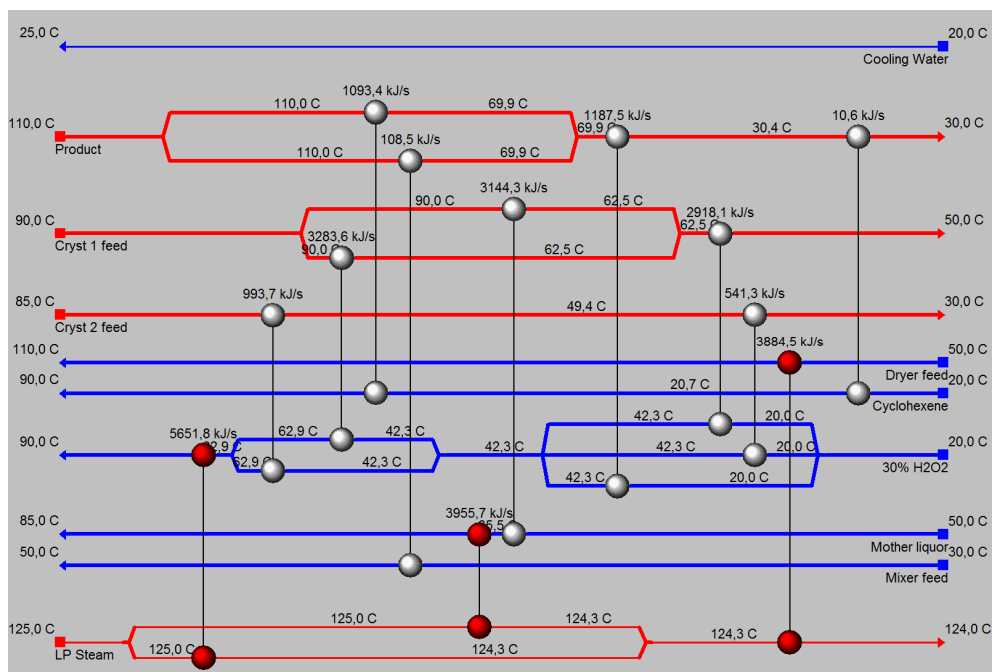 25,0 C
20,0 C
Cooling Water
1093,4 kJ/s
110,0 C
110,0 C
69,9 C
1187,5 kJ/s
10,6 kJ/s
30,0 C
108,5 kJ/s
69,9 C
30,4 C
Product
110,0 C
69,9 C
3144,3 kJ/s
90,0 C
90,0 C
62,5 C
2918,1 kJ/s
50,0 C
3283,6 kJ/s
62,5 C
Cryst 1 feed
90,0 C
62,5 C
85,0 C
993,7 kJ/s
49,4 C
541,3 kJ/s
30,0 C
Cryst 2 feed
3884,5 kJ/s
110,0 C
50,0 C
Dryer feed
90,0 C
20,7 C
20,0 C
Cyclohexene
42,3 C
20,0 C
90,0 C
5651,8 kJ/s
62,9 C
42,3 C
20,0 C
42,3 C
42,3 C
20,0 C
62,9 C
42,3 C
30% H2O2
42,3 C
20,0 C
85,0 C
3955,7 kJ/s
50,0 C
Mother liquor
50,0 C
30,0 C
Mixer feed
125,0 C
125,0 C
124,3 C
124,3 C
124,0 C
LP Steam
125,0 C
124,3 C